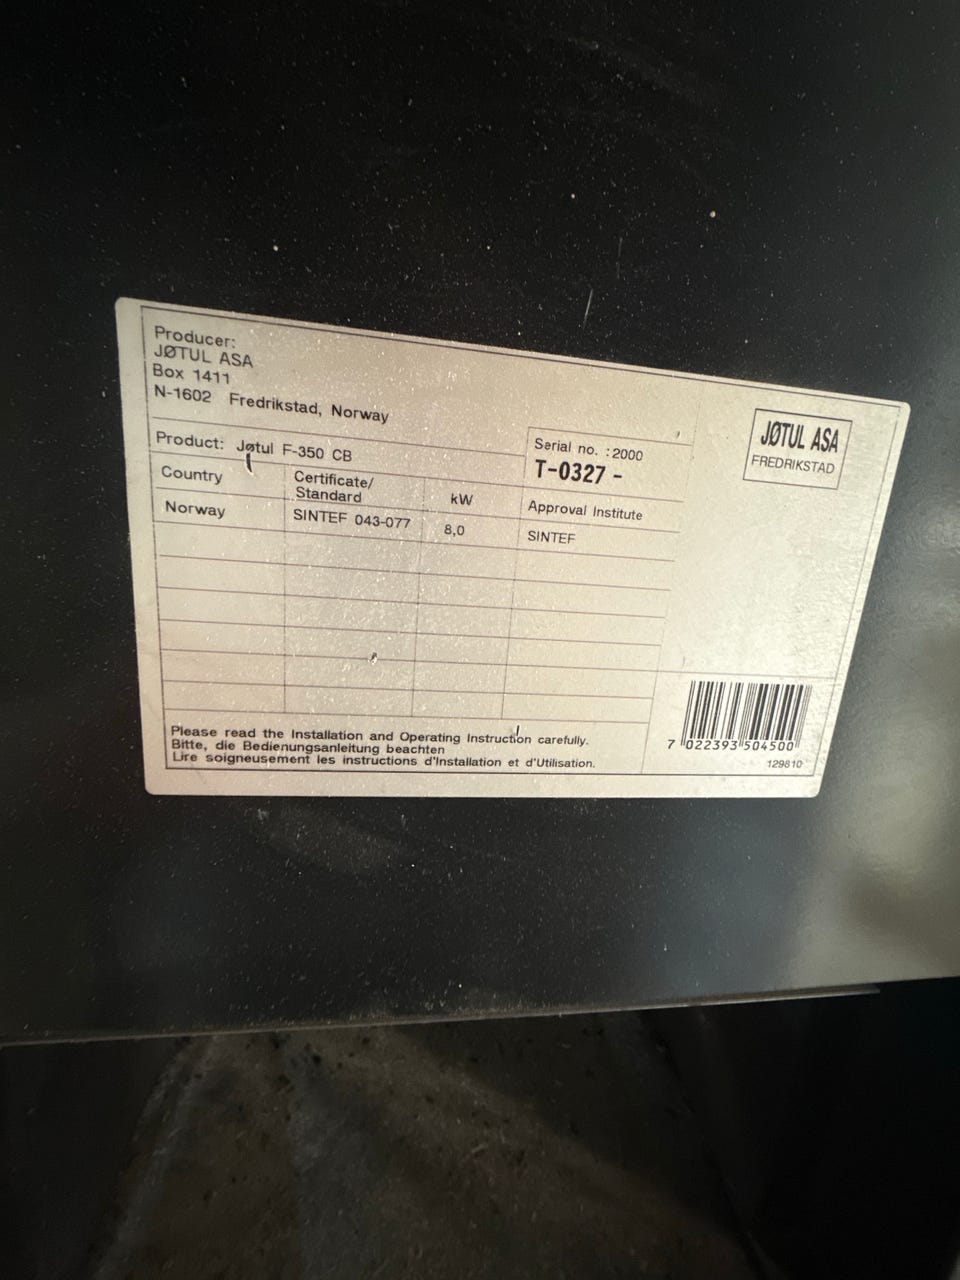 Producer:
JØTUL ASA
Box 1411
N-1602 Fredrikstad, Norway
JØTUL ASA
FREDRIKSTAD
Product: Jøtul F-350 CB
Serial no. :2000
T-0327 -
Country Certificate/ Standard kW Approval Institute
Norway SINTEF 043-077 8,0 SINTEF
Please read the Installation and Operating Instruction carefully.
Bitte, die Bedienungsanleitung beachten
Lire soigneusement les instructions d'Installation et d'Utilisation.
7 022393 504500
129810